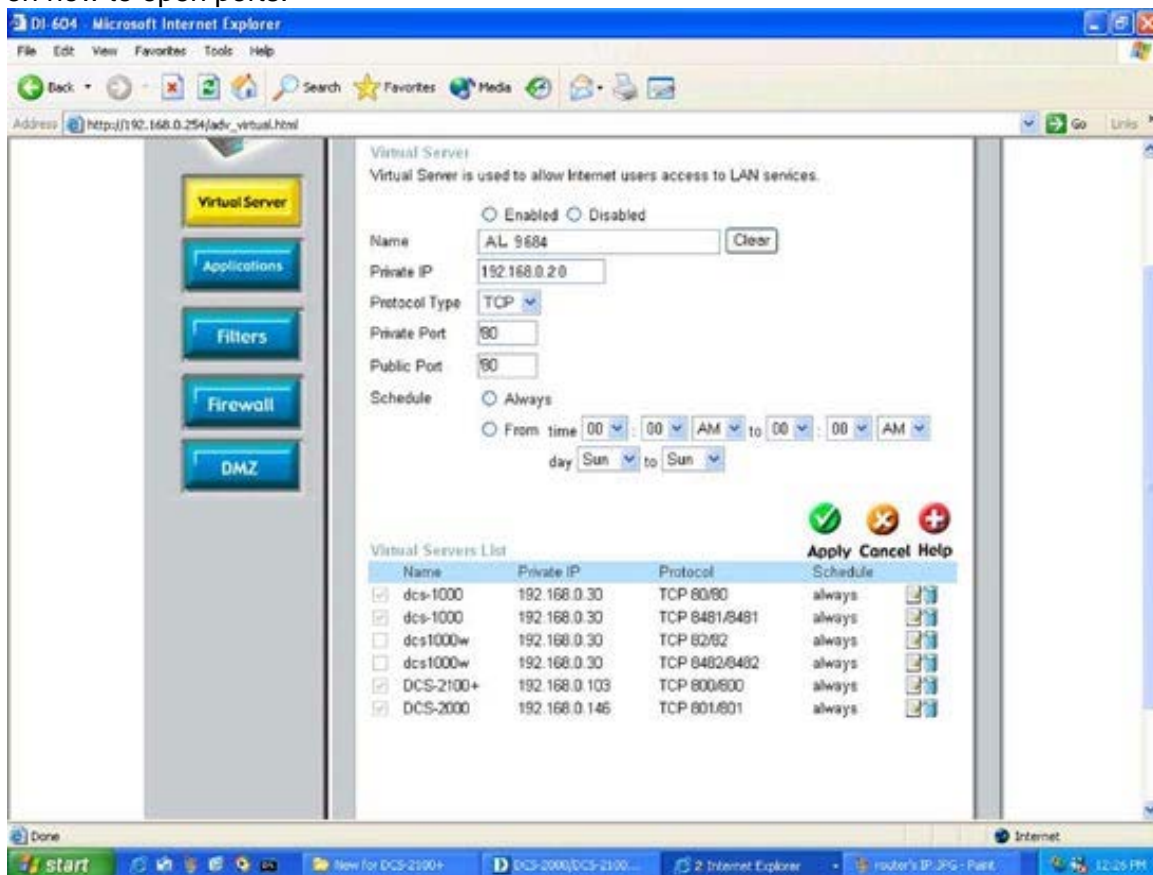 DI-604 Microsoft Internet Explorer
File Edit View Favorites Tools Help
Back Search Favorites Media
Address http://192.168.0.254/adv_virtual.html Go Links
Virtual Server
Virtual Server is used to allow Internet users access to LAN services.
Virtual Server
Enabled Disabled
Name AL 9684 Clear
Applications
Private IP 192.168.0.20
Protocol Type TCP
Filters
Private Port 80
Public Port 80
Firewall
Schedule Always
From time 00 : 00 AM to 00 : 00 AM
DMZ
day Sun to Sun
Apply Cancel Help
Virtual Servers List
Name Private IP Protocol Schedule
dcs-1000 192.168.0.30 TCP 80/80 always
dcs-1000 192.168.0.30 TCP 8481/8481 always
dcs1000w 192.168.0.30 TCP 82/82 always
dcs1000w 192.168.0.30 TCP 8482/8482 always
DCS-2100+ 192.168.0.103 TCP 800/800 always
DCS-2000 192.168.0.146 TCP 801/801 always
Done Internet
start New for DCS-2100+ DCS-2000/DCS-2100... 2 Internet Explorer router's IP.JPG - Paint 12:26 PM